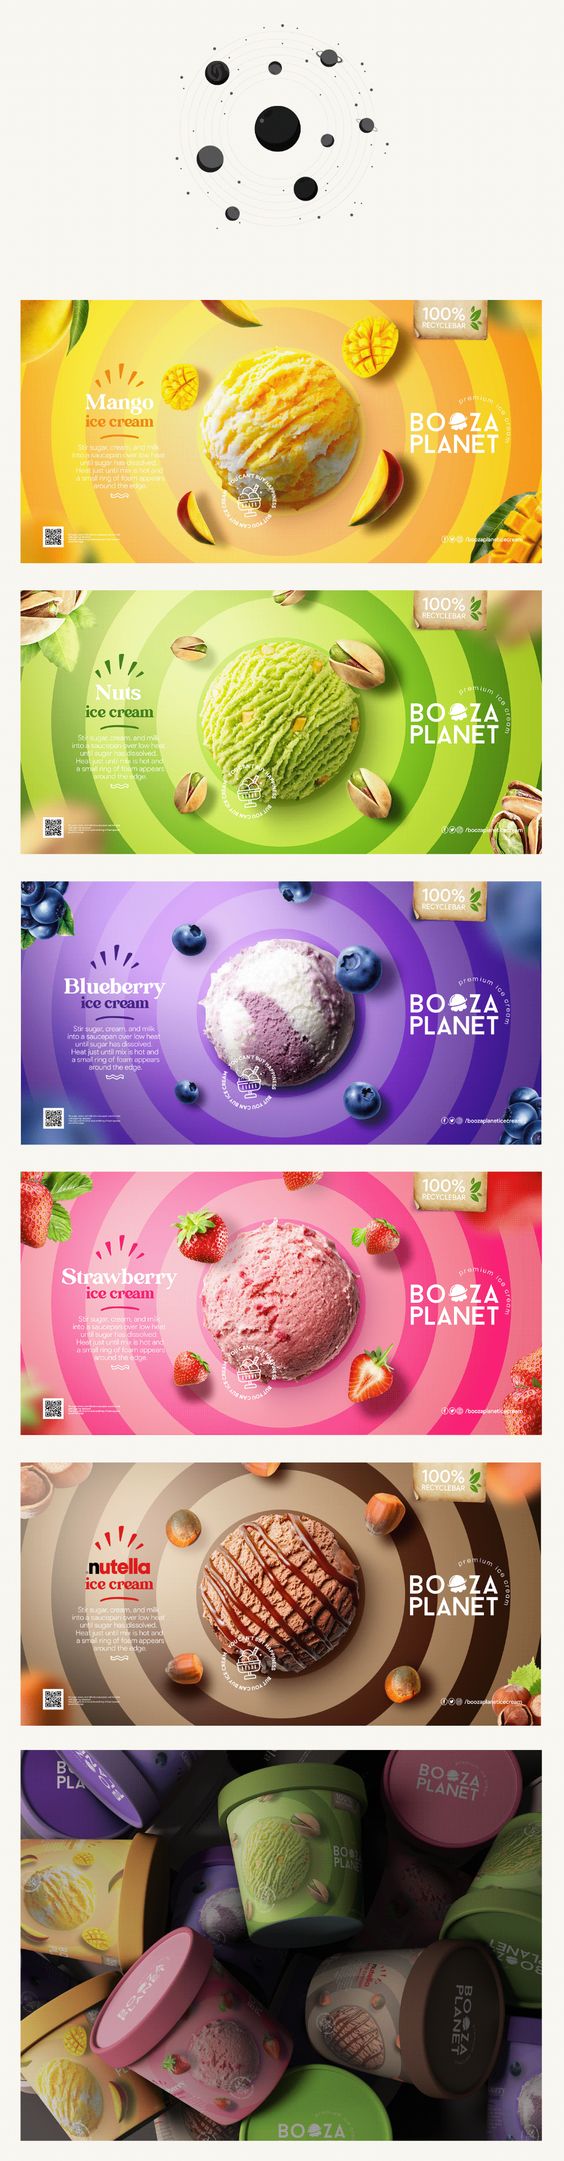 100%
RECYCLEBAR
Mango
ice cream
Stir sugar, cream, and milk
into a saucepan over low heat
until sugar has dissolved.
Heat just until mix is hot and
a small ring of foam appears
around the edge.
premium ice cream
BOOZA
PLANET
YOU CAN'T BUY HAPPINESS
BUT YOU CAN BUY ICE CREAM
/boozaplaneticecream
100%
RECYCLEBAR
Nuts
ice cream
Stir sugar, cream, and milk
into a saucepan over low heat
until sugar has dissolved.
Heat just until mix is hot and
a small ring of foam appears
around the edge.
premium ice cream
BOOZA
PLANET
YOU CAN'T BUY HAPPINESS
BUT YOU CAN BUY ICE CREAM
/boozaplaneticecream
100%
RECYCLEBAR
Blueberry
ice cream
Stir sugar, cream, and milk
into a saucepan over low heat
until sugar has dissolved.
Heat just until mix is hot and
a small ring of foam appears
around the edge.
premium ice cream
BOOZA
PLANET
YOU CAN'T BUY HAPPINESS
BUT YOU CAN BUY ICE CREAM
/boozaplaneticecream
100%
RECYCLEBAR
Strawberry
ice cream
Stir sugar, cream, and milk
into a saucepan over low heat
until sugar has dissolved.
Heat just until mix is hot and
a small ring of foam appears
around the edge.
premium ice cream
BOOZA
PLANET
YOU CAN'T BUY HAPPINESS
BUT YOU CAN BUY ICE CREAM
/boozaplaneticecream
100%
RECYCLEBAR
nutella
ice cream
Stir sugar, cream, and milk
into a saucepan over low heat
until sugar has dissolved.
Heat just until mix is hot and
a small ring of foam appears
around the edge.
premium ice cream
BOOZA
PLANET
YOU CAN'T BUY HAPPINESS
BUT YOU CAN BUY ICE CREAM
/boozaplaneticecream
BOOZA
PLANET
BOOZA
PLANET
BOOZA
PLANET
BOOZA
PLANET
nutella
BOOZA
PLANET
BOOZA
PLANET
BOOZA